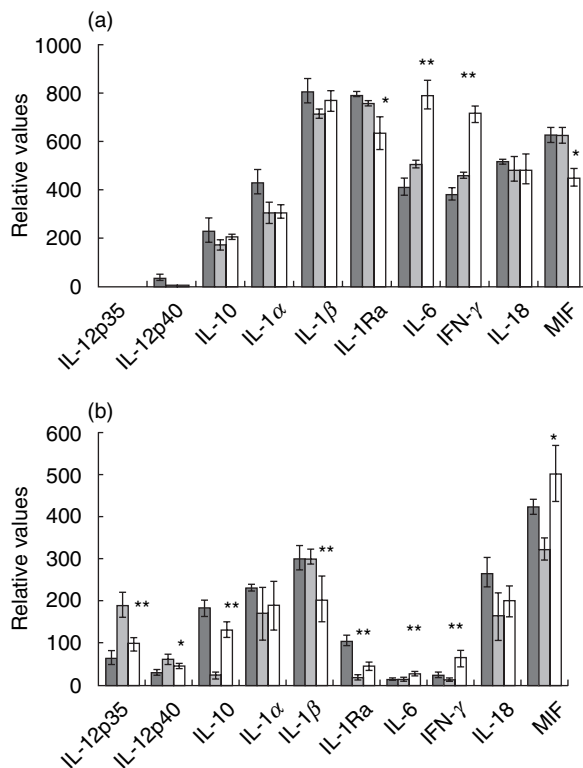 (a)
Relative values
1000
800
600
400
200
0
** **
* *
IL-12p35 IL-12p40 IL-10 IL-1α IL-1β IL-1Ra IL-6 IFN-γ IL-18 MIF
(b)
Relative values
600
500
400
300
200
100
0
** * ** ** ** ** ** *
IL-12p35 IL-12p40 IL-10 IL-1α IL-1β IL-1Ra IL-6 IFN-γ IL-18 MIF